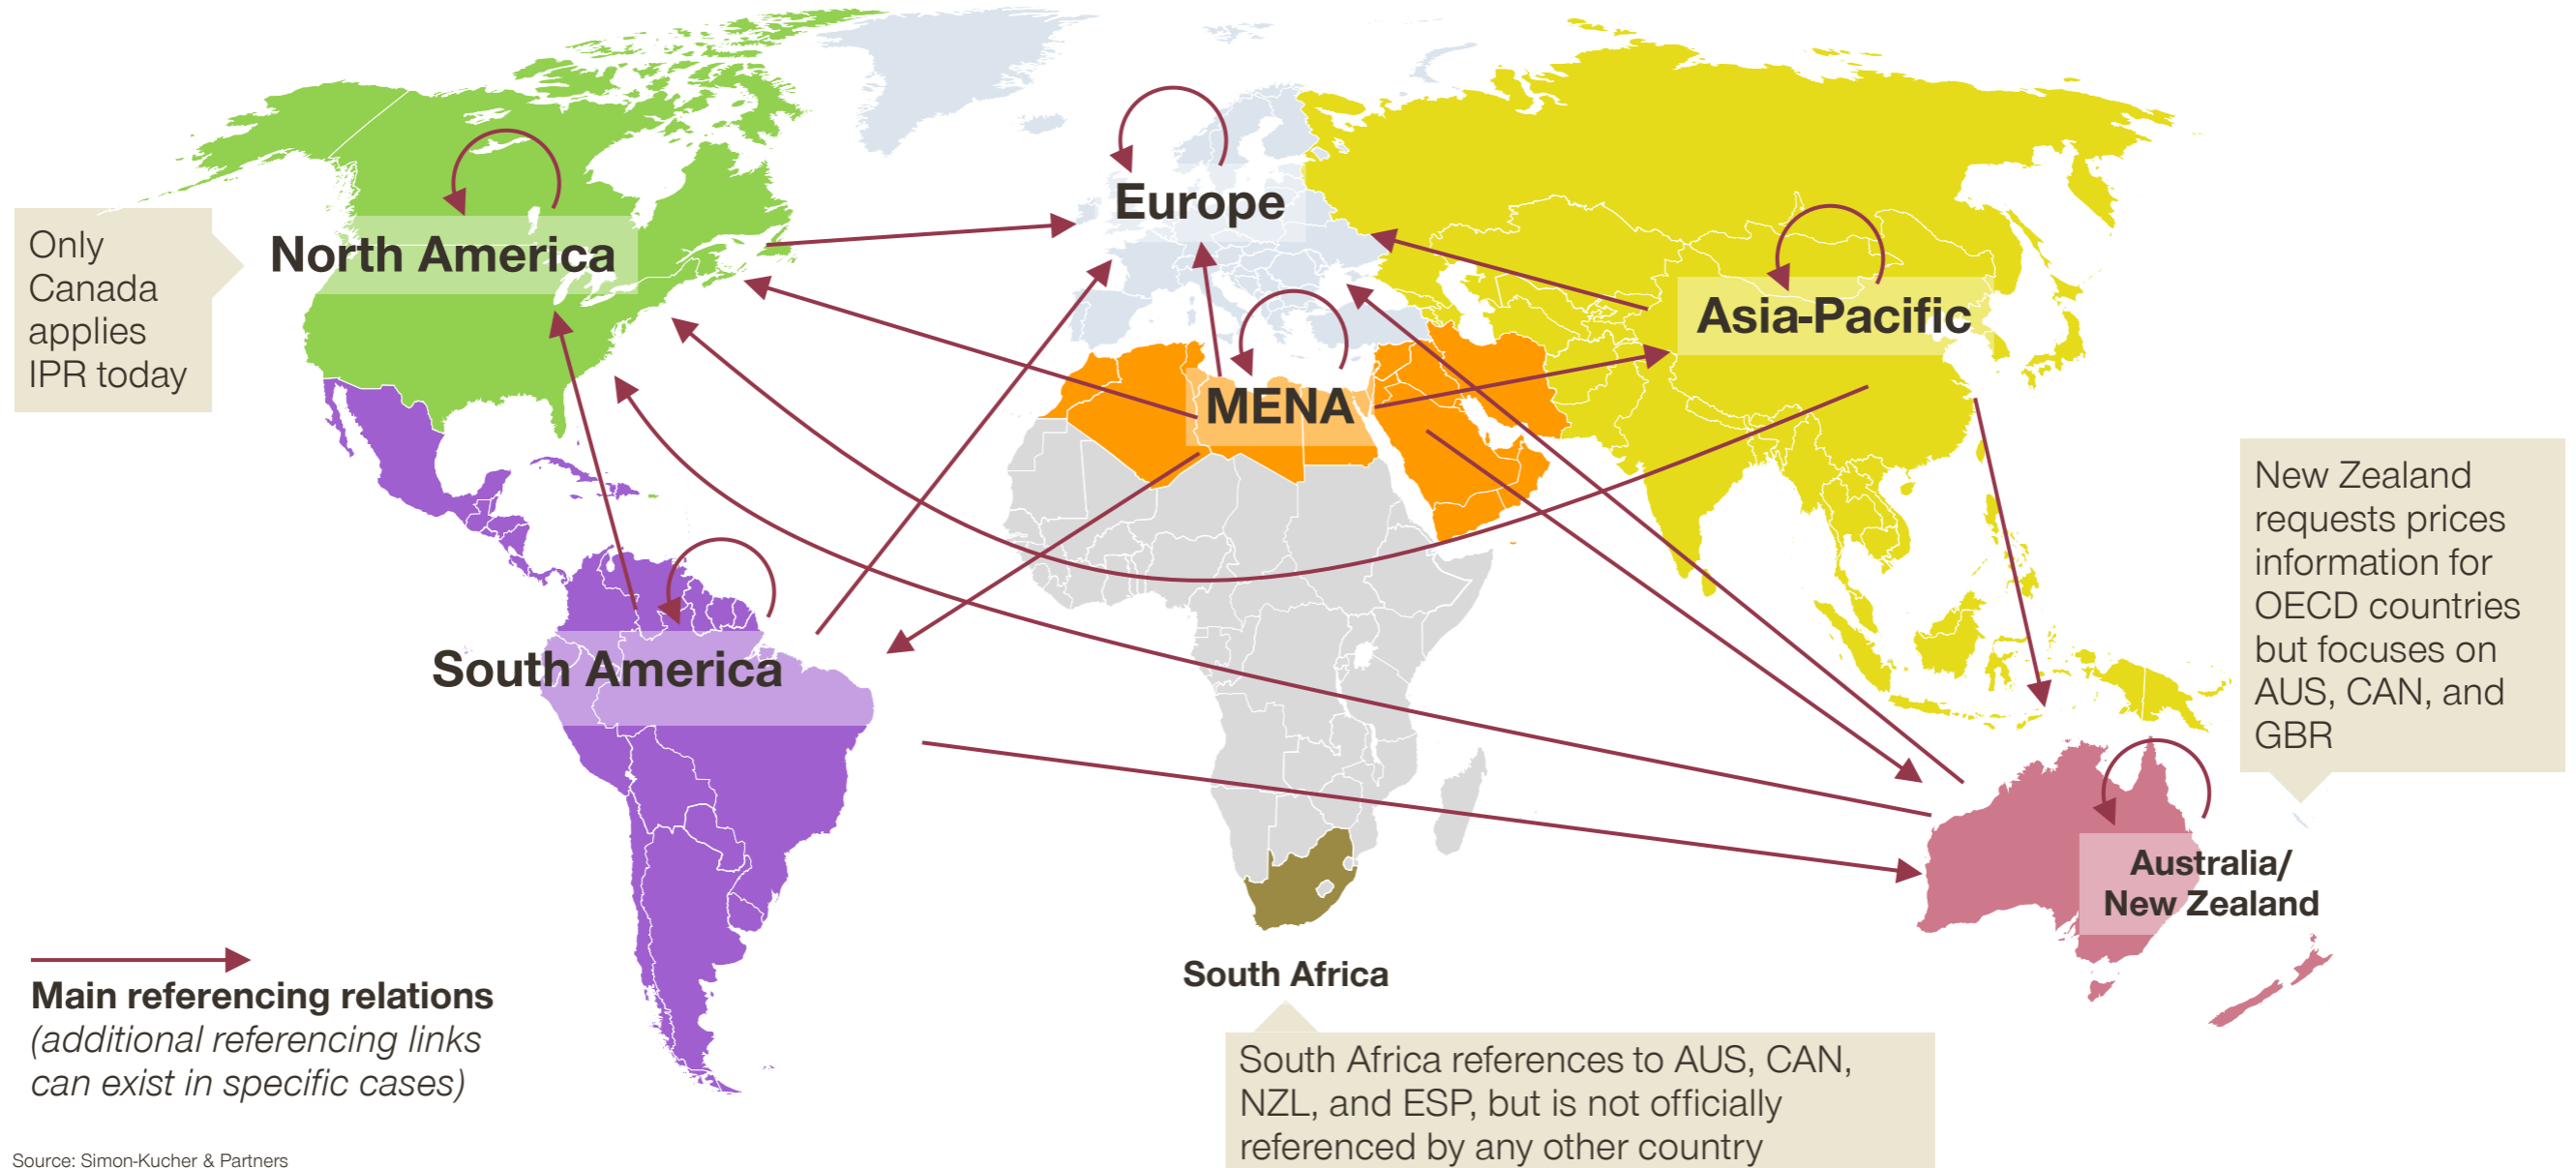 Europe
North America
Only
Canada
applies
IPR today
Asia-Pacific
MENA
New Zealand
requests prices
information for
OECD countries
but focuses on
AUS, CAN, and
GBR
South America
Australia/
New Zealand
South Africa
Main referencing relations
(additional referencing links
can exist in specific cases)
South Africa references to AUS, CAN,
NZL, and ESP, but is not officially
referenced by any other country
Source: Simon-Kucher & Partners